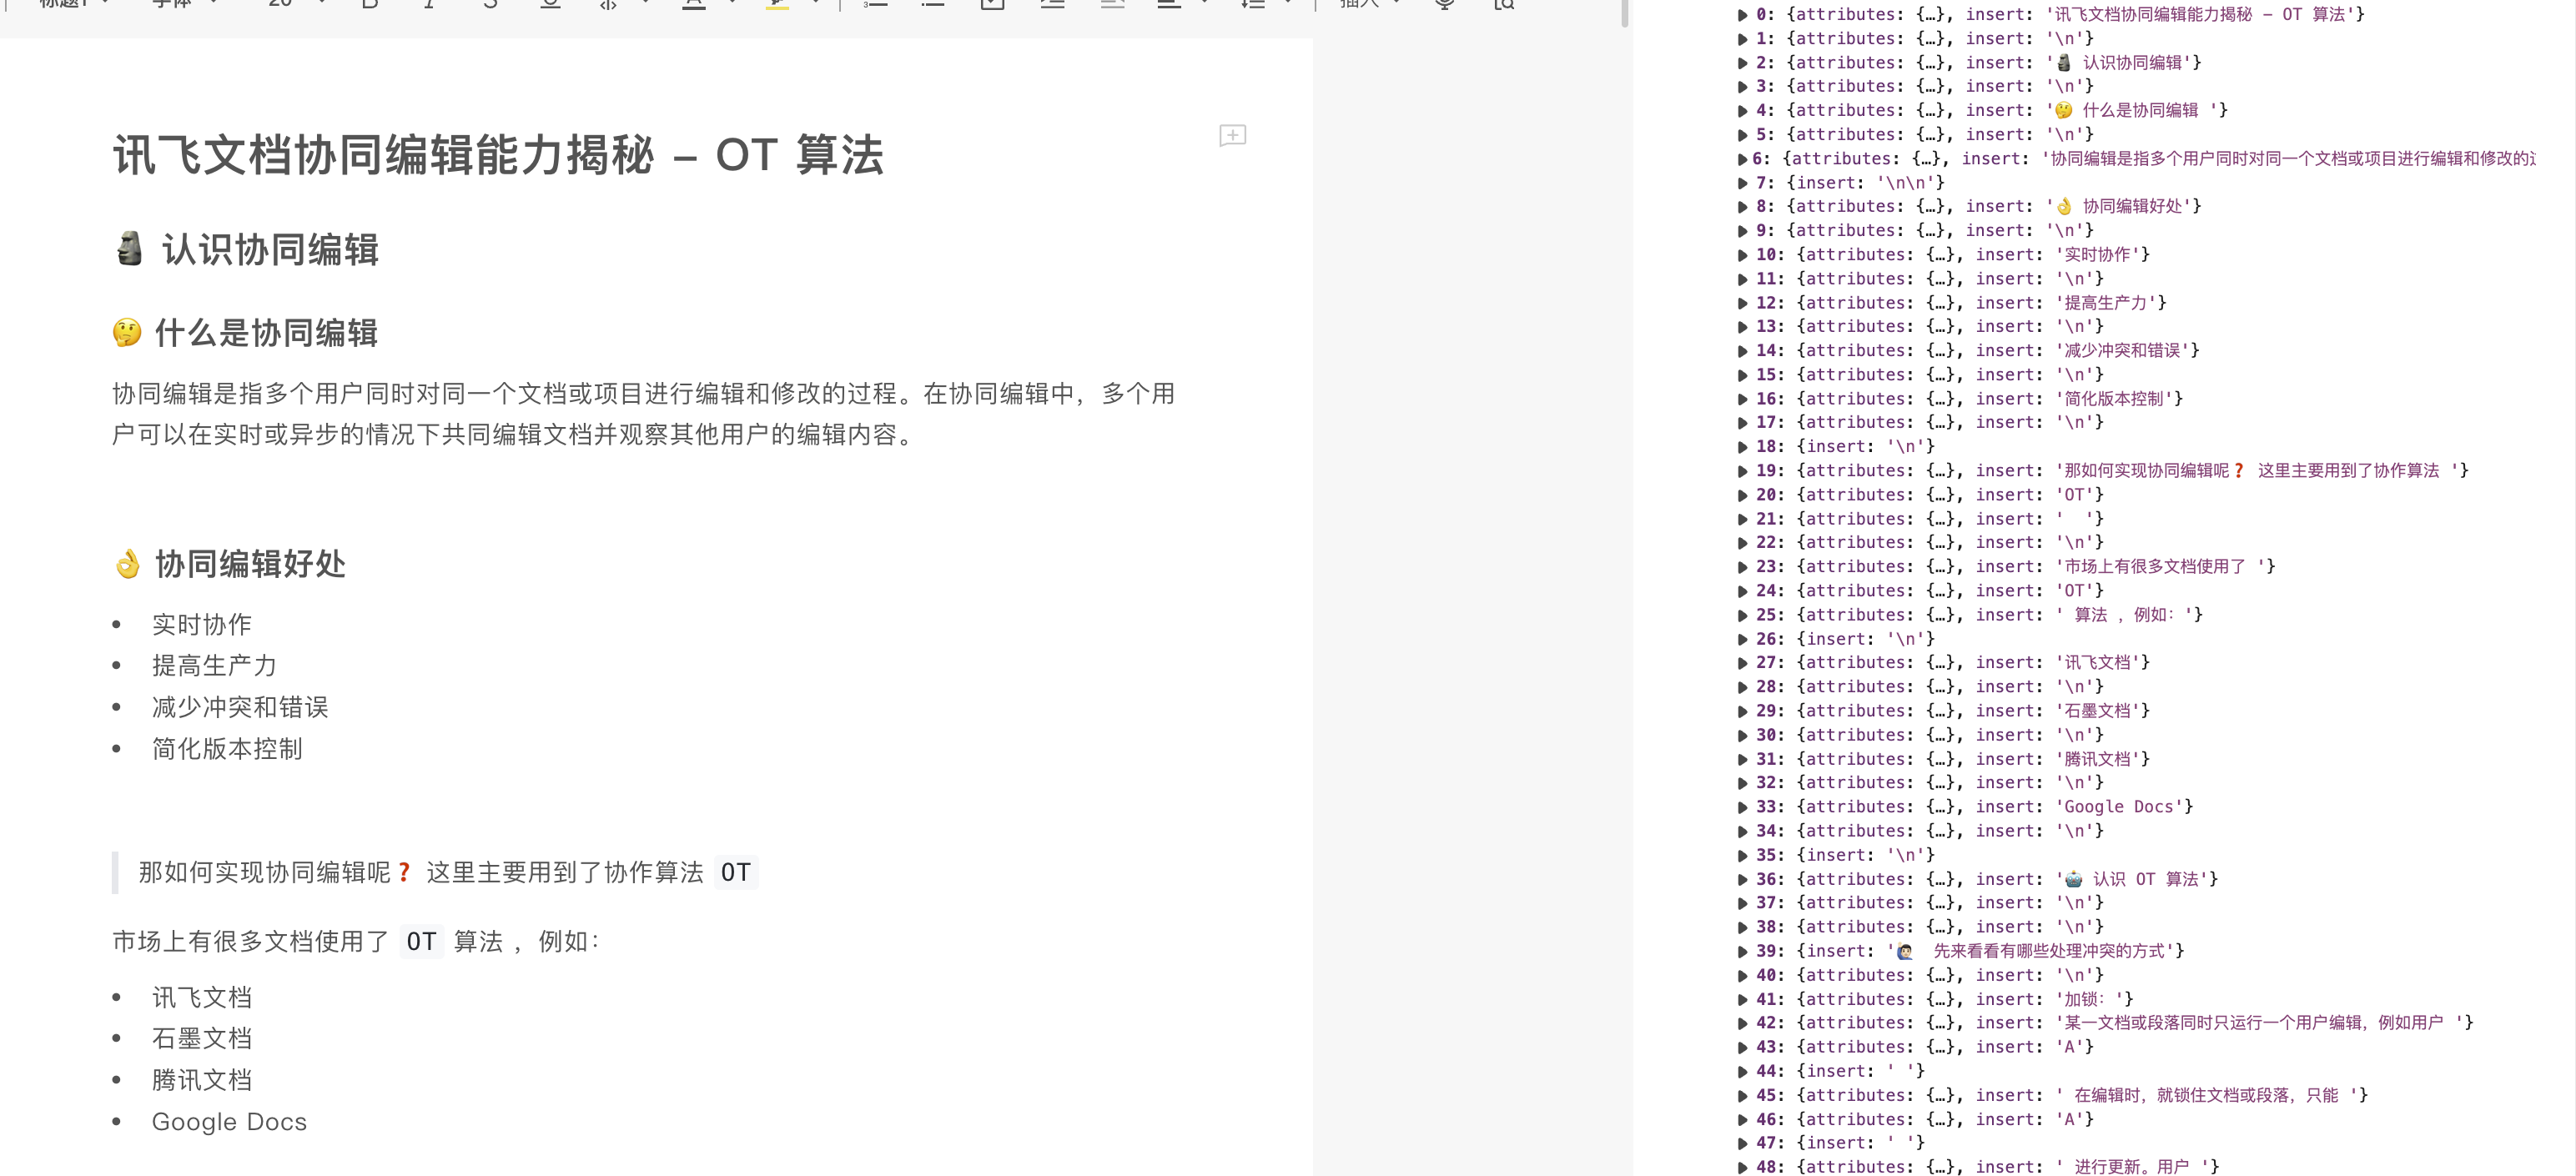 标题1 字体 20 B I S U A 插入
讯飞文档协同编辑能力揭秘 – OT 算法
🗿 认识协同编辑
🤔 什么是协同编辑
协同编辑是指多个用户同时对同一个文档或项目进行编辑和修改的过程。在协同编辑中，多个用
户可以在实时或异步的情况下共同编辑文档并观察其他用户的编辑内容。
👌 协同编辑好处
• 实时协作
• 提高生产力
• 减少冲突和错误
• 简化版本控制
那如何实现协同编辑呢❓ 这里主要用到了协作算法 OT
市场上有很多文档使用了 OT 算法 ，例如：
• 讯飞文档
• 石墨文档
• 腾讯文档
• Google Docs
▶ 0: {attributes: {…}, insert: '讯飞文档协同编辑能力揭秘 – OT 算法'}
▶ 1: {attributes: {…}, insert: '\n'}
▶ 2: {attributes: {…}, insert: '🗿 认识协同编辑'}
▶ 3: {attributes: {…}, insert: '\n'}
▶ 4: {attributes: {…}, insert: '🤔 什么是协同编辑 '}
▶ 5: {attributes: {…}, insert: '\n'}
▶ 6: {attributes: {…}, insert: '协同编辑是指多个用户同时对同一个文档或项目进行编辑和修改的
▶ 7: {insert: '\n\n'}
▶ 8: {attributes: {…}, insert: '👌 协同编辑好处'}
▶ 9: {attributes: {…}, insert: '\n'}
▶ 10: {attributes: {…}, insert: '实时协作'}
▶ 11: {attributes: {…}, insert: '\n'}
▶ 12: {attributes: {…}, insert: '提高生产力'}
▶ 13: {attributes: {…}, insert: '\n'}
▶ 14: {attributes: {…}, insert: '减少冲突和错误'}
▶ 15: {attributes: {…}, insert: '\n'}
▶ 16: {attributes: {…}, insert: '简化版本控制'}
▶ 17: {attributes: {…}, insert: '\n'}
▶ 18: {insert: '\n'}
▶ 19: {attributes: {…}, insert: '那如何实现协同编辑呢❓ 这里主要用到了协作算法 '}
▶ 20: {attributes: {…}, insert: 'OT'}
▶ 21: {attributes: {…}, insert: '  '}
▶ 22: {attributes: {…}, insert: '\n'}
▶ 23: {attributes: {…}, insert: '市场上有很多文档使用了 '}
▶ 24: {attributes: {…}, insert: 'OT'}
▶ 25: {attributes: {…}, insert: ' 算法 ，例如：'}
▶ 26: {insert: '\n'}
▶ 27: {attributes: {…}, insert: '讯飞文档'}
▶ 28: {attributes: {…}, insert: '\n'}
▶ 29: {attributes: {…}, insert: '石墨文档'}
▶ 30: {attributes: {…}, insert: '\n'}
▶ 31: {attributes: {…}, insert: '腾讯文档'}
▶ 32: {attributes: {…}, insert: '\n'}
▶ 33: {attributes: {…}, insert: 'Google Docs'}
▶ 34: {attributes: {…}, insert: '\n'}
▶ 35: {insert: '\n'}
▶ 36: {attributes: {…}, insert: '🤖 认识 OT 算法'}
▶ 37: {attributes: {…}, insert: '\n'}
▶ 38: {attributes: {…}, insert: '\n'}
▶ 39: {insert: '🙋🏻‍♂️  先来看看有哪些处理冲突的方式'}
▶ 40: {attributes: {…}, insert: '\n'}
▶ 41: {attributes: {…}, insert: '加锁：'}
▶ 42: {attributes: {…}, insert: '某一文档或段落同时只运行一个用户编辑，例如用户 '}
▶ 43: {attributes: {…}, insert: 'A'}
▶ 44: {insert: ' '}
▶ 45: {attributes: {…}, insert: ' 在编辑时，就锁住文档或段落，只能 '}
▶ 46: {attributes: {…}, insert: 'A'}
▶ 47: {insert: ' '}
▶ 48: {attributes: {…}, insert: ' 进行更新。用户 '}